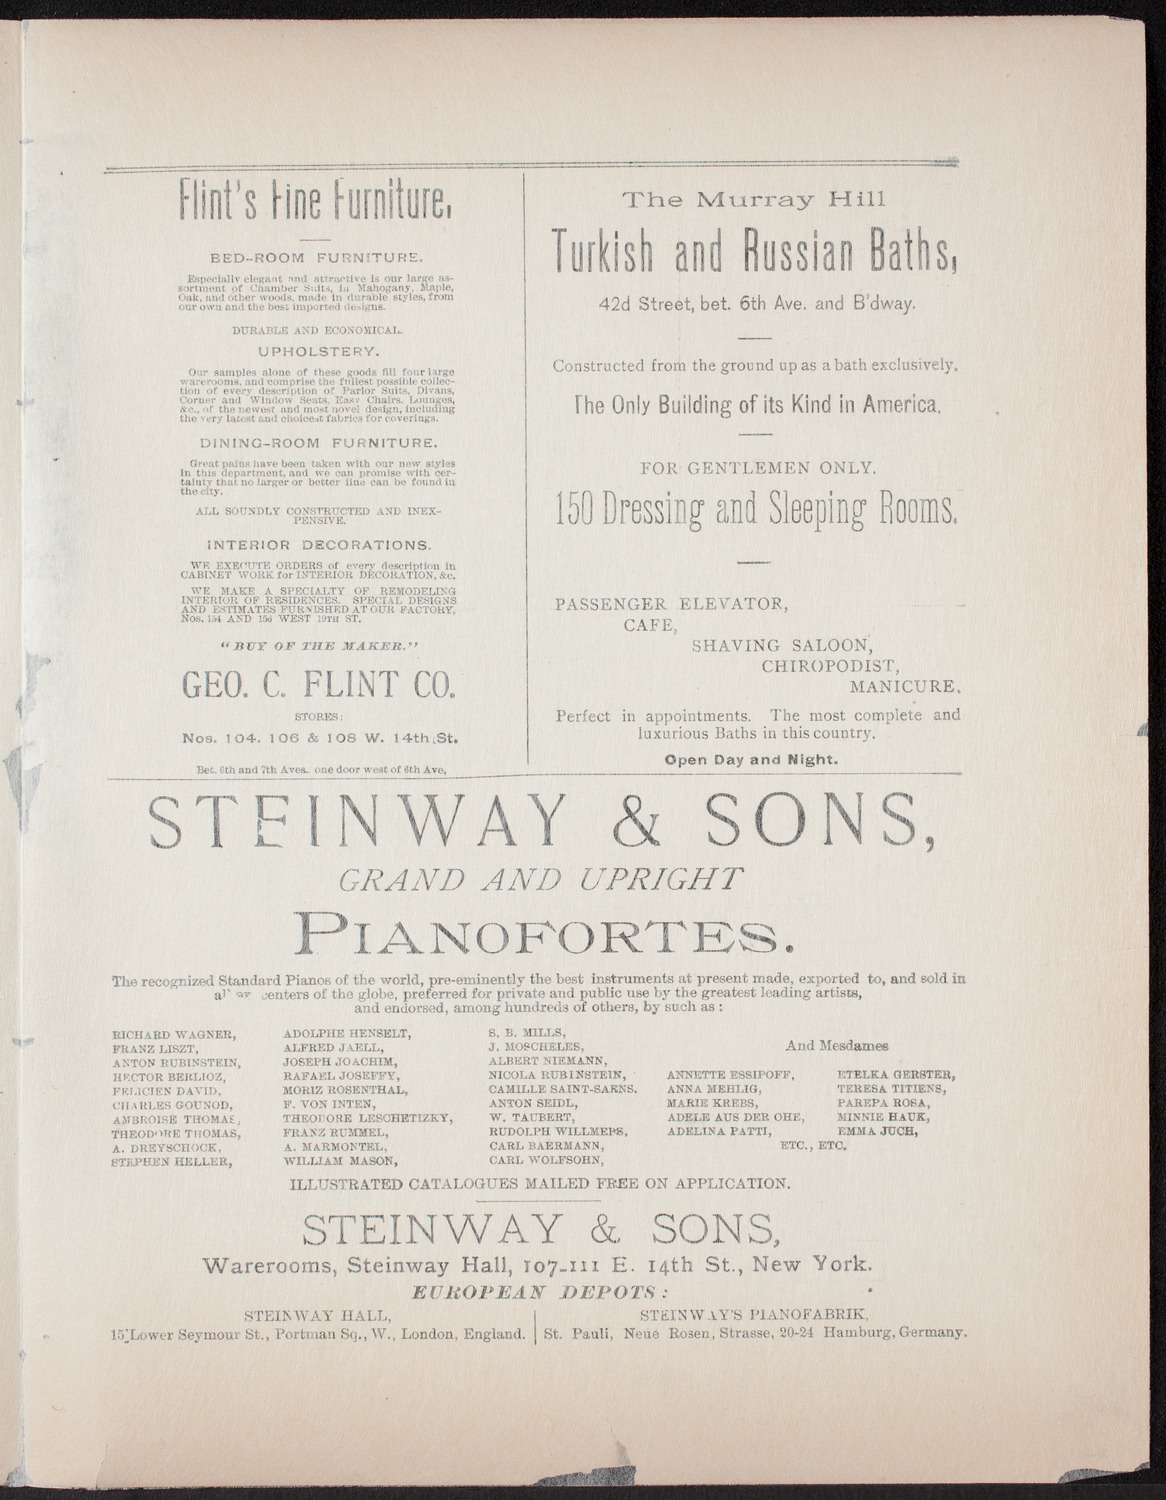 Flint's Fine Furniture,
BED-ROOM FURNITURE.
Especially elegant and attractive is our large as-
sortment of Chamber Suits, in Mahogany, Maple,
Oak, and other woods, made in durable styles, from
our own and the best imported designs.
DURABLE AND ECONOMICAL.
UPHOLSTERY.
Our samples alone of these goods fill four large
warerooms, and comprise the fullest possible collec-
tion of every description of Parlor Suits, Divans,
Corner and Window Seats, Easy Chairs, Lounges,
&c., of the newest and most novel design, including
the very latest and choicest fabrics for coverings.
DINING-ROOM FURNITURE.
Great pains have been taken with our new styles
in this department, and we can promise with cer-
tainty that no larger or better line can be found in
the city.
ALL SOUNDLY CONSTRUCTED AND INEX-
PENSIVE.
INTERIOR DECORATIONS.
WE EXECUTE ORDERS of every description in
CABINET WORK for INTERIOR DECORATION, &c.
WE MAKE A SPECIALTY OF REMODELING
INTERIOR OF RESIDENCES. SPECIAL DESIGNS
AND ESTIMATES FURNISHED AT OUR FACTORY,
Nos. 154 AND 156 WEST 19TH ST.
"BUY OF THE MAKER."
GEO. C. FLINT CO.
STORES:
Nos. 104. 106 & 108 W. 14th St.
Bet. 6th and 7th Aves.. one door west of 6th Ave,
The Murray Hill
Turkish and Russian Baths,
42d Street, bet. 6th Ave. and B'dway.
Constructed from the ground up as a bath exclusively.
The Only Building of its Kind in America.
FOR GENTLEMEN ONLY.
150 Dressing and Sleeping Rooms.
PASSENGER ELEVATOR,
CAFE,
SHAVING SALOON,
CHIROPODIST,
MANICURE.
Perfect in appointments. The most complete and
luxurious Baths in this country.
Open Day and Night.
STEINWAY & SONS,
GRAND AND UPRIGHT
PIANOFORTES.
The recognized Standard Pianos of the world, pre-eminently the best instruments at present made, exported to, and sold in
centers of the globe, preferred for private and public use by the greatest leading artists,
and endorsed, among hundreds of others, by such as:
RICHARD WAGNER,
FRANZ LISZT,
ANTON RUBINSTEIN,
HECTOR BERLIOZ,
FELICIEN DAVID,
CHARLES GOUNOD,
AMBROISE THOMAS,
THEODORE THOMAS,
A. DREYSCHOCK,
STEPHEN HELLER,
ADOLPHE HENSELT,
ALFRED JAELL,
JOSEPH JOACHIM,
RAFAEL JOSEFFY,
MORIZ ROSENTHAL,
F. VON INTEN,
THEODORE LESCHETIZKY,
FRANZ RUMMEL,
A. MARMONTEL,
WILLIAM MASON,
S. B. MILLS,
J. MOSCHELES,
ALBERT NIEMANN,
NICOLA RUBINSTEIN,
CAMILLE SAINT-SAENS,
ANTON SEIDL,
W. TAUBERT,
RUDOLPH WILLMERS,
CARL BAERMANN,
CARL WOLFSOHN,
And Mesdames
ANNETTE ESSIPOFF,
ANNA MEHLIG,
MARIE KREBS,
ADELE AUS DER OHE,
ADELINA PATTI,
ETELKA GERSTER,
TERESA TITIENS,
PAREPA ROSA,
MINNIE HAUK,
EMMA JUCH,
ETC., ETC.
ILLUSTRATED CATALOGUES MAILED FREE ON APPLICATION.
STEINWAY & SONS,
Warerooms, Steinway Hall, 107-111 E. 14th St., New York.
EUROPEAN DEPOTS:
STEINWAY HALL,
15 Lower Seymour St., Portman Sq., W., London, England.
STEINWAY'S PIANOFABRIK,
St. Pauli, Neue Rosen, Strasse, 20-24 Hamburg, Germany.